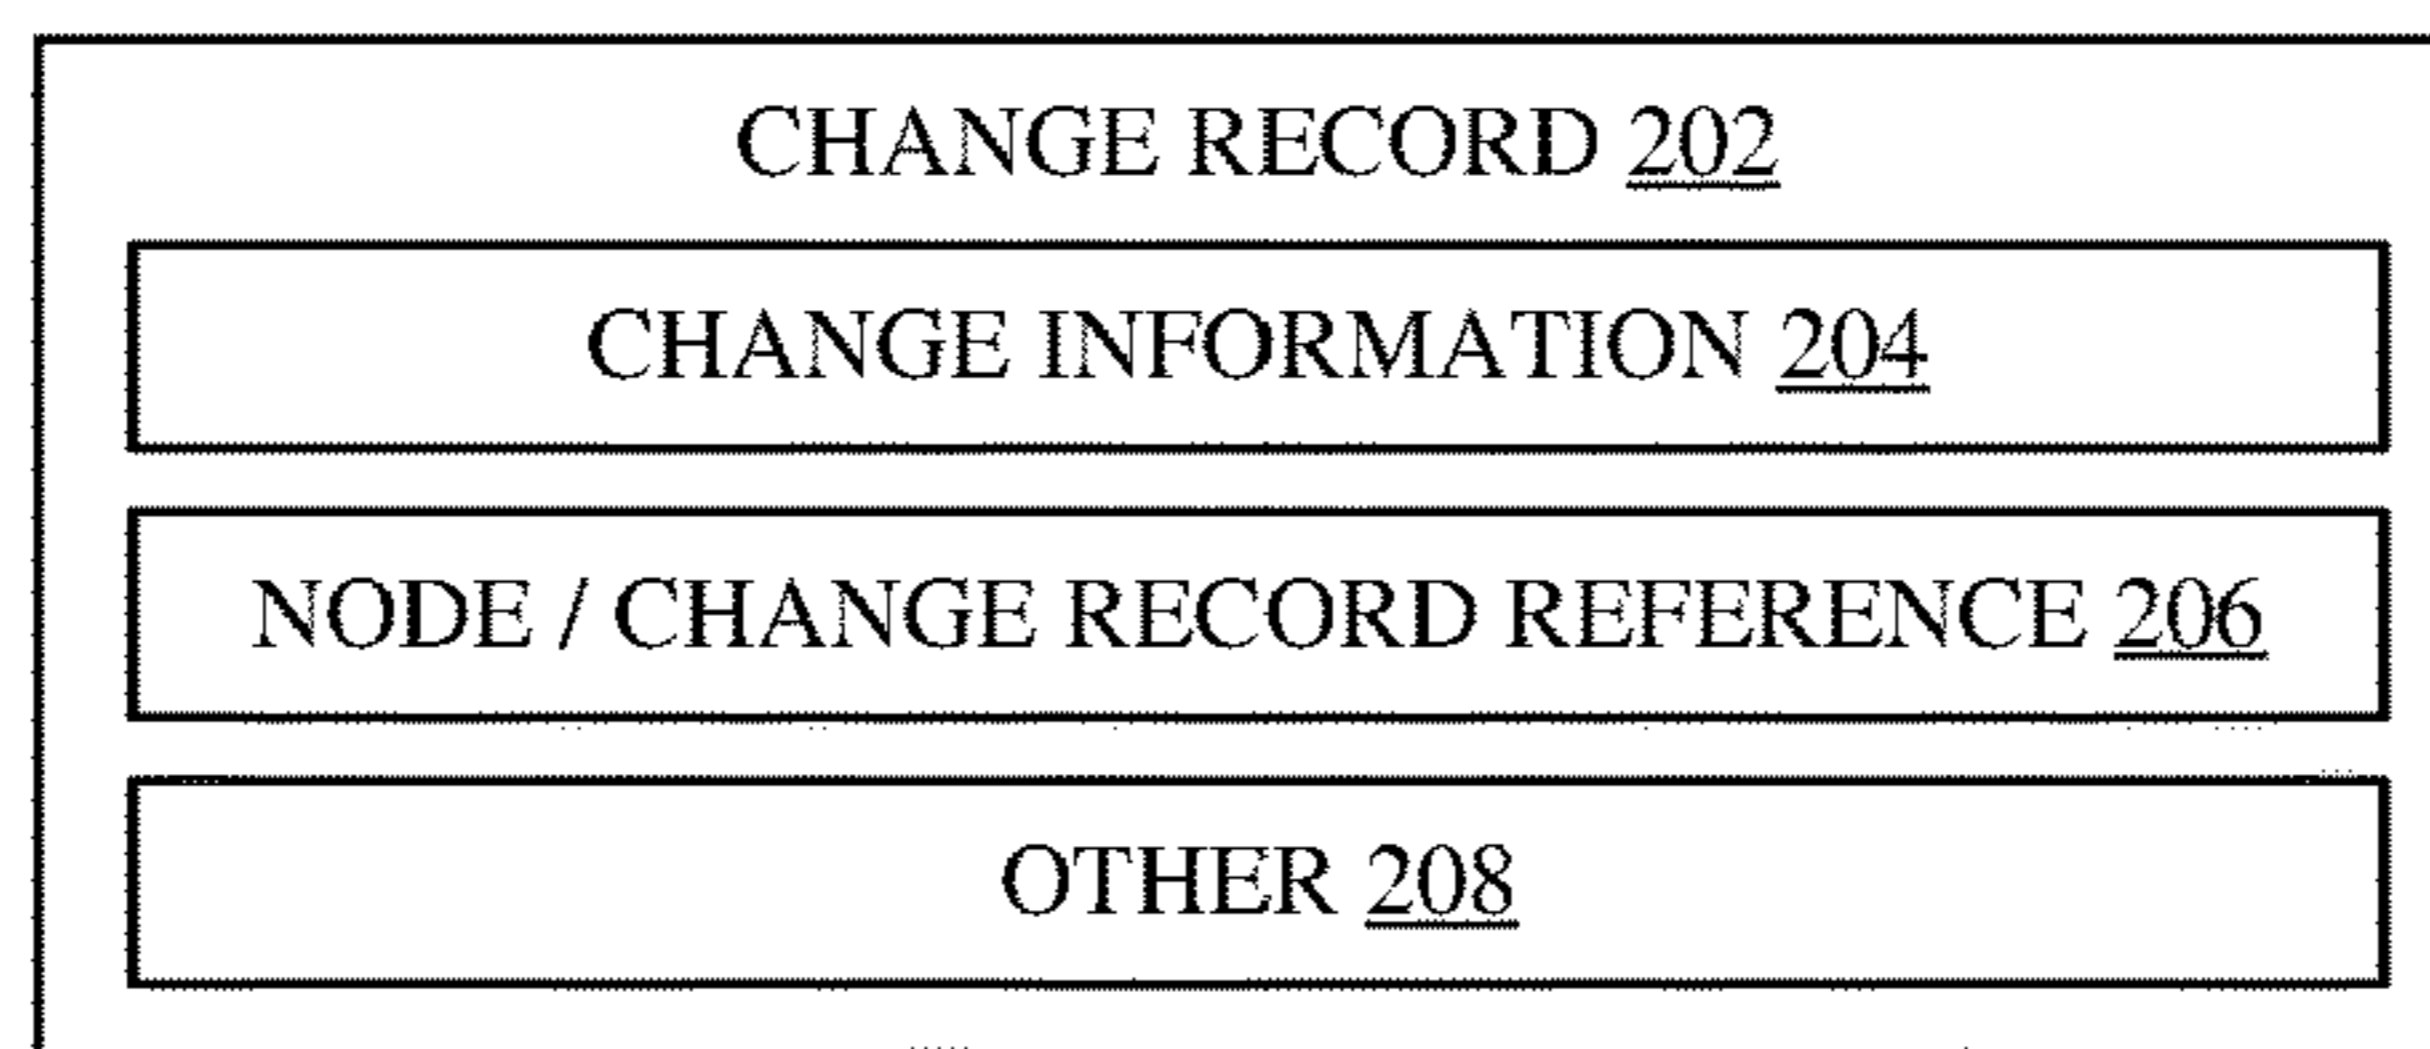 CHANGE RECORD 202
CHANGE INFORMATION 204
NODE / CHANGE RECORD REFERENCE 206
OTHER 208